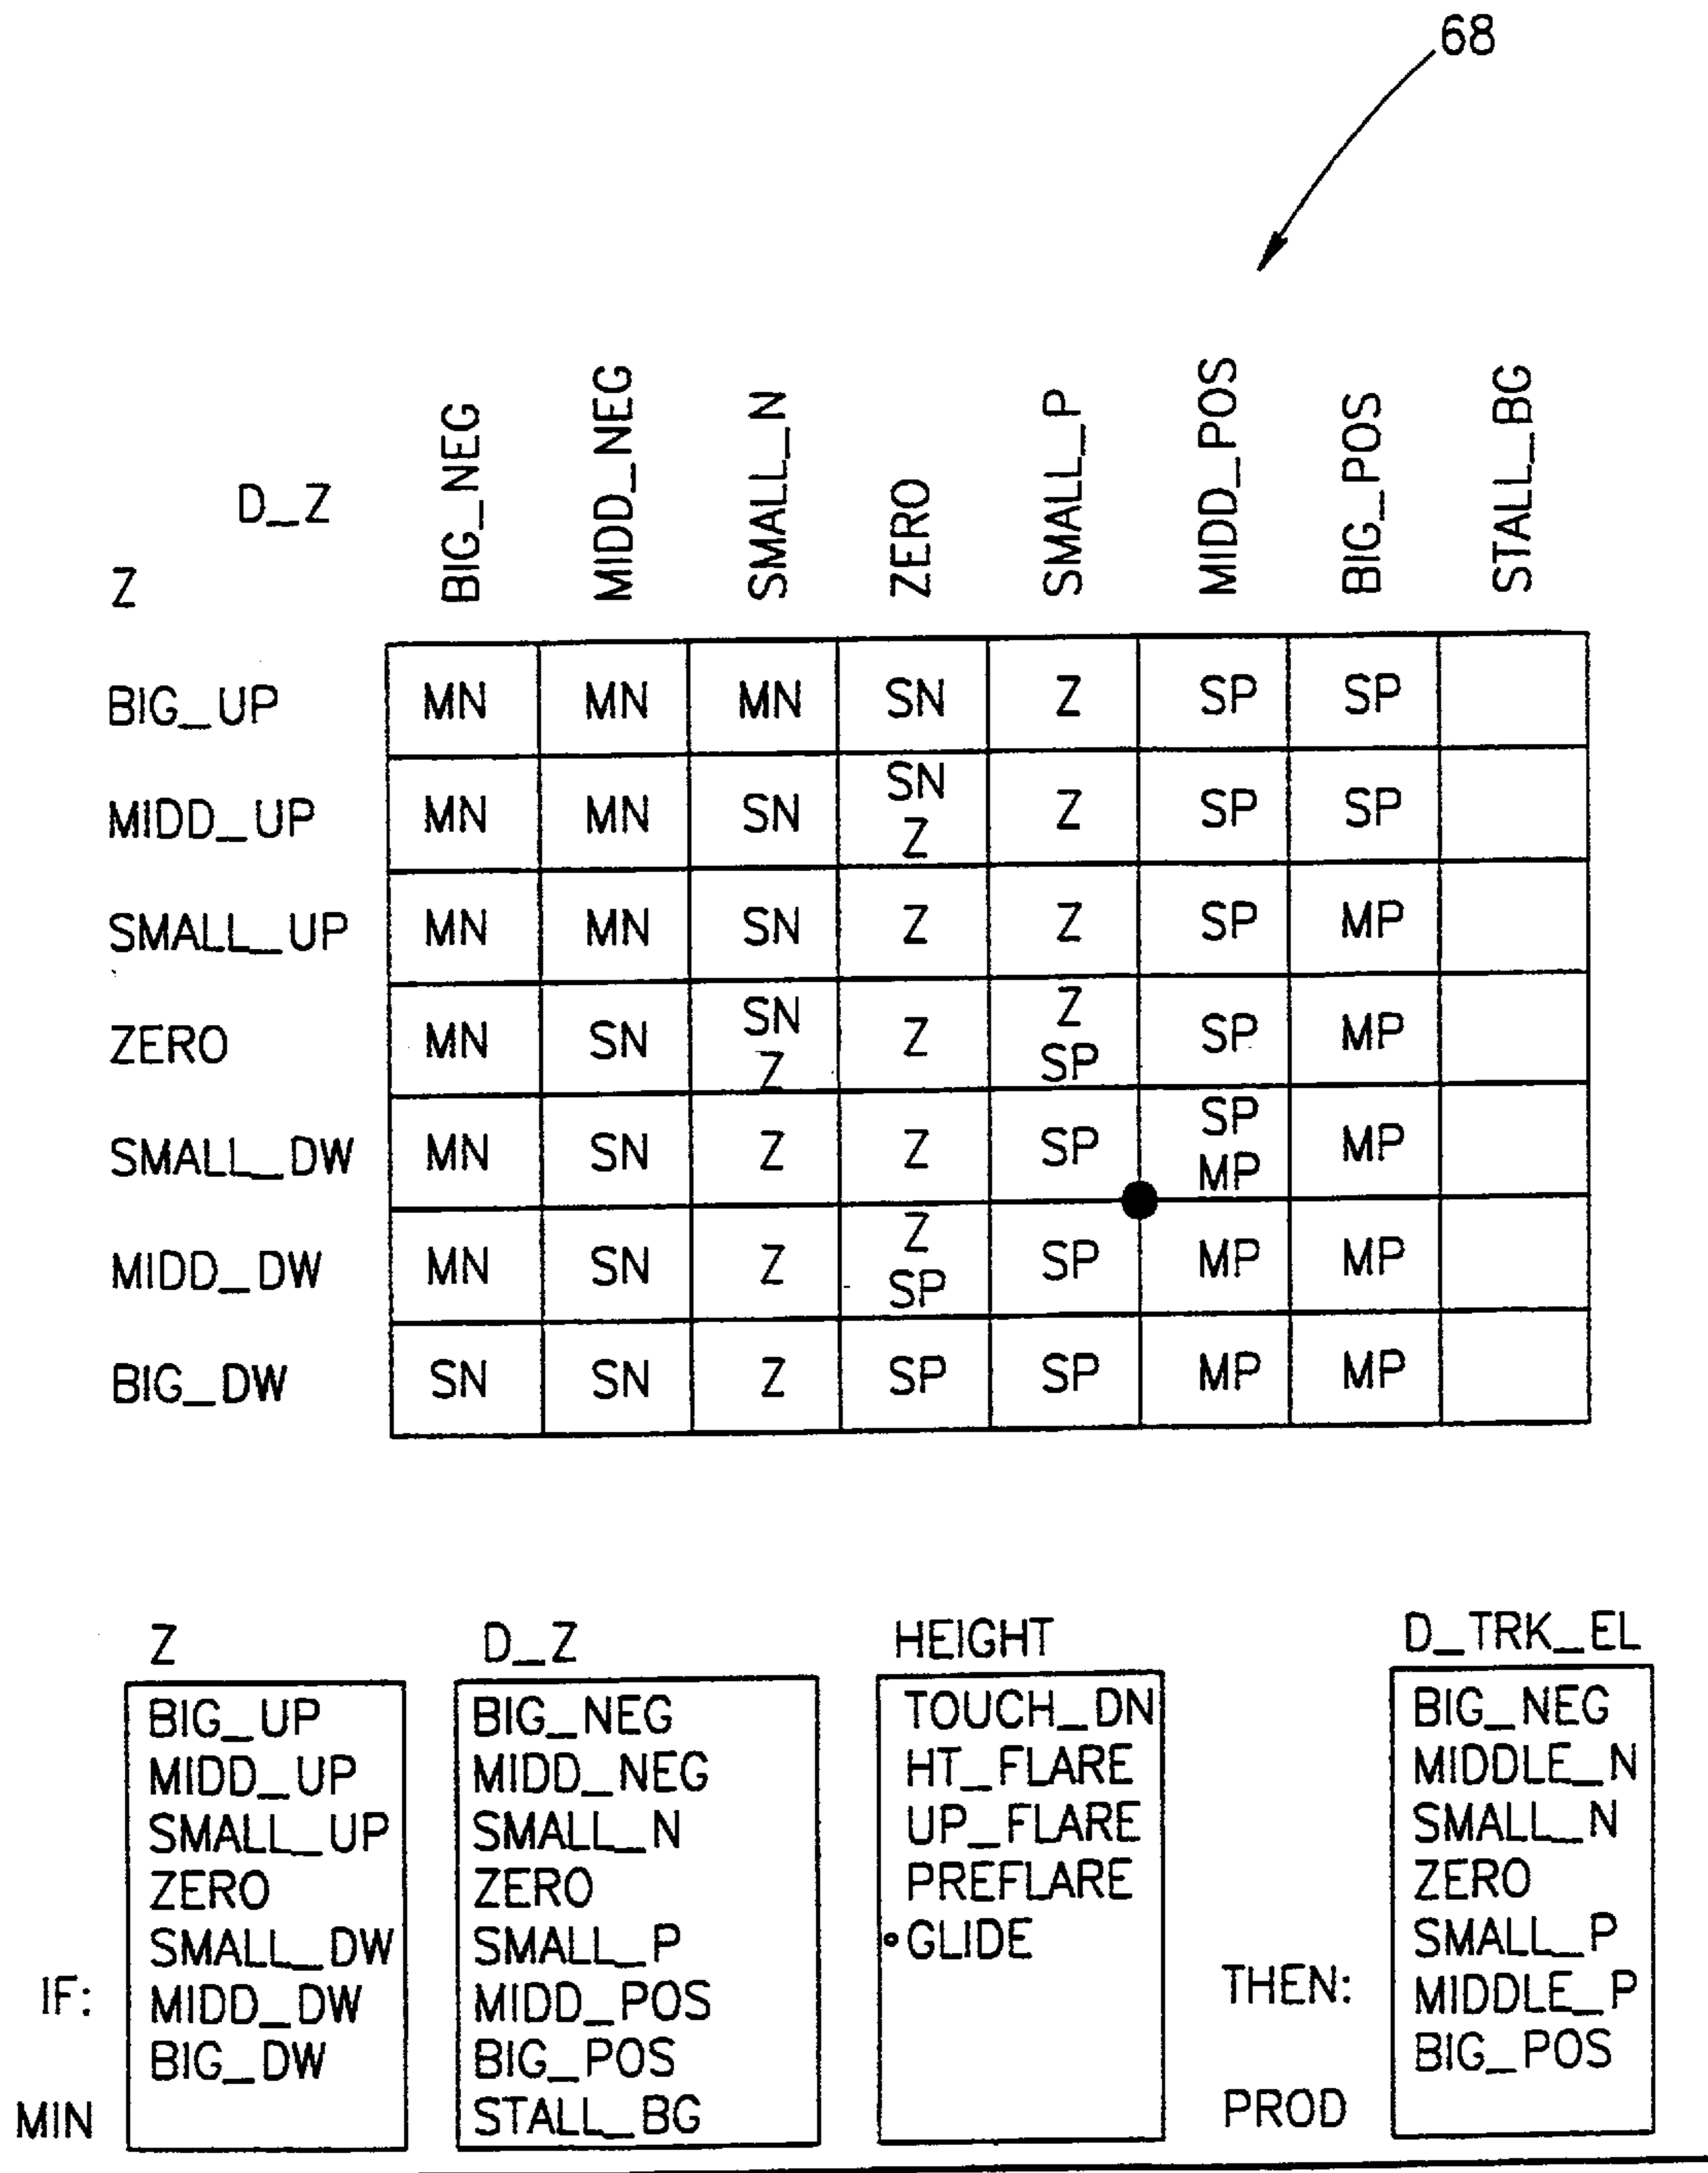 68
D_Z
Z
BIG_NEG MIDD_NEG SMALL_N ZERO SMALL_P MIDD_POS BIG_POS STALL_BG
BIG_UP MN MN MN SN Z SP SP
MIDD_UP MN MN SN SN Z Z SP SP
SMALL_UP MN MN SN Z Z SP MP
ZERO MN SN SN Z Z Z SP SP MP
SMALL_DW MN SN Z Z SP SP MP MP
MIDD_DW MN SN Z Z SP SP MP MP
BIG_DW SN SN Z SP SP MP MP
Z D_Z HEIGHT D_TRK_EL
BIG_UP BIG_NEG TOUCH_DN BIG_NEG
MIDD_UP MIDD_NEG HT_FLARE MIDDLE_N
SMALL_UP SMALL_N UP_FLARE SMALL_N
ZERO ZERO PREFLARE ZERO
SMALL_DW SMALL_P GLIDE SMALL_P
IF: MIDD_DW MIDD_POS THEN: MIDDLE_P
BIG_DW BIG_POS BIG_POS
MIN STALL_BG PROD